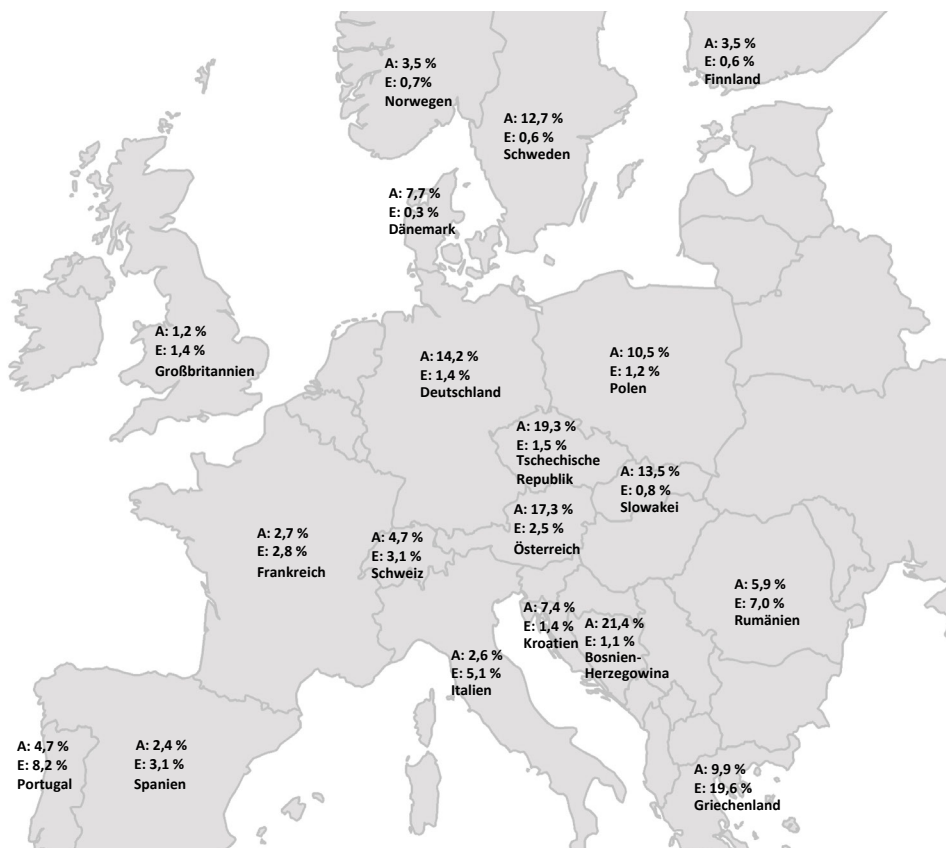 A: 3,5 %
E: 0,7%
Norwegen
A: 12,7 %
E: 0,6 %
Schweden
A: 3,5 %
E: 0,6 %
Finnland
A: 7,7 %
E: 0,3 %
Dänemark
A: 1,2 %
E: 1,4 %
Großbritannien
A: 14,2 %
E: 1,4 %
Deutschland
A: 10,5 %
E: 1,2 %
Polen
A: 19,3 %
E: 1,5 %
Tschechische
Republik
A: 13,5 %
E: 0,8 %
Slowakei
A: 17,3 %
E: 2,5 %
Österreich
A: 2,7 %
E: 2,8 %
Frankreich
A: 4,7 %
E: 3,1 %
Schweiz
A: 5,9 %
E: 7,0 %
Rumänien
A: 7,4 %
E: 1,4 %
Kroatien
A: 21,4 %
E: 1,1 %
Bosnien-
Herzegowina
A: 2,6 %
E: 5,1 %
Italien
A: 4,7 %
E: 8,2 %
Portugal
A: 2,4 %
E: 3,1 %
Spanien
A: 9,9 %
E: 19,6 %
Griechenland